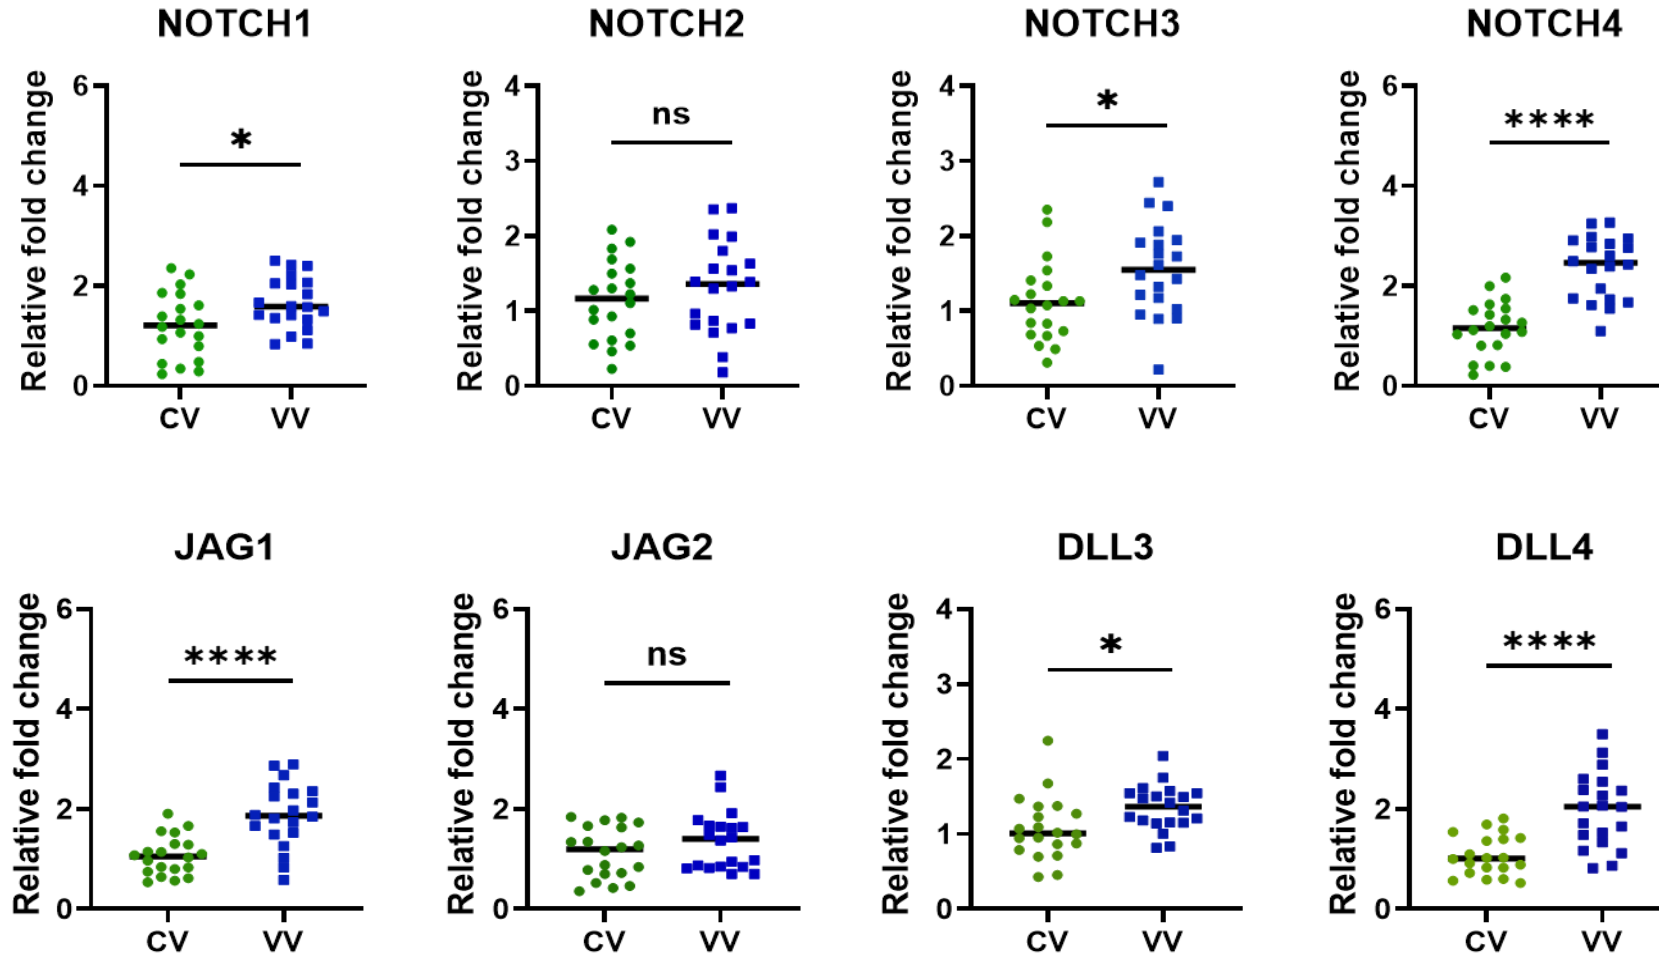 NOTCH1
Relative fold change
6
4
2
0
*
CV VV
NOTCH2
Relative fold change
4
3
2
1
0
ns
CV VV
NOTCH3
Relative fold change
4
3
2
1
0
*
CV VV
NOTCH4
Relative fold change
6
4
2
0
****
CV VV
JAG1
Relative fold change
6
4
2
0
****
CV VV
JAG2
Relative fold change
6
4
2
0
ns
CV VV
DLL3
Relative fold change
4
3
2
1
0
*
CV VV
DLL4
Relative fold change
6
4
2
0
****
CV VV